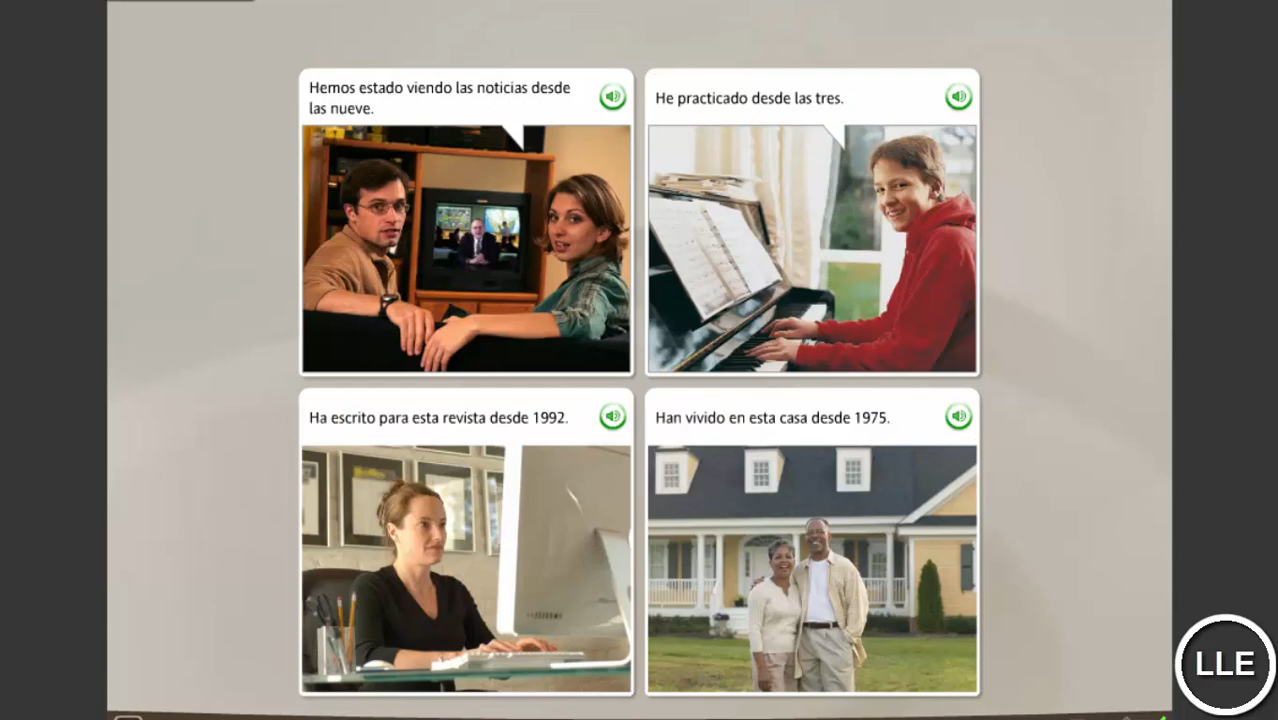 Hemos estado viendo las noticias desde
las nueve.
He practicado desde las tres.
Ha escrito para esta revista desde 1992.
Han vivido en esta casa desde 1975.
LLE